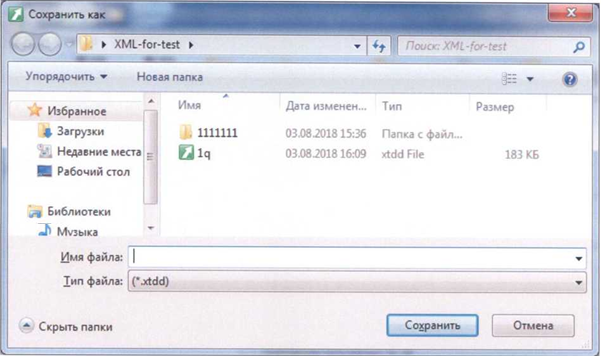 Сохранить как
XML-for-test
Поиск: XML-for-test
Упорядочить Новая папка
Избранное
Загрузки
Недавние места
Рабочий стол
Библиотеки
Музыка
Имя Дата изменен... Тип Размер
1111111 03.08.2018 15:36 Папка с файл...
1q 03.08.2018 16:09 xtdd File 183 КБ
Имя файла:
Тип файла: (*.xtdd)
Скрыть папки Сохранить Отмена